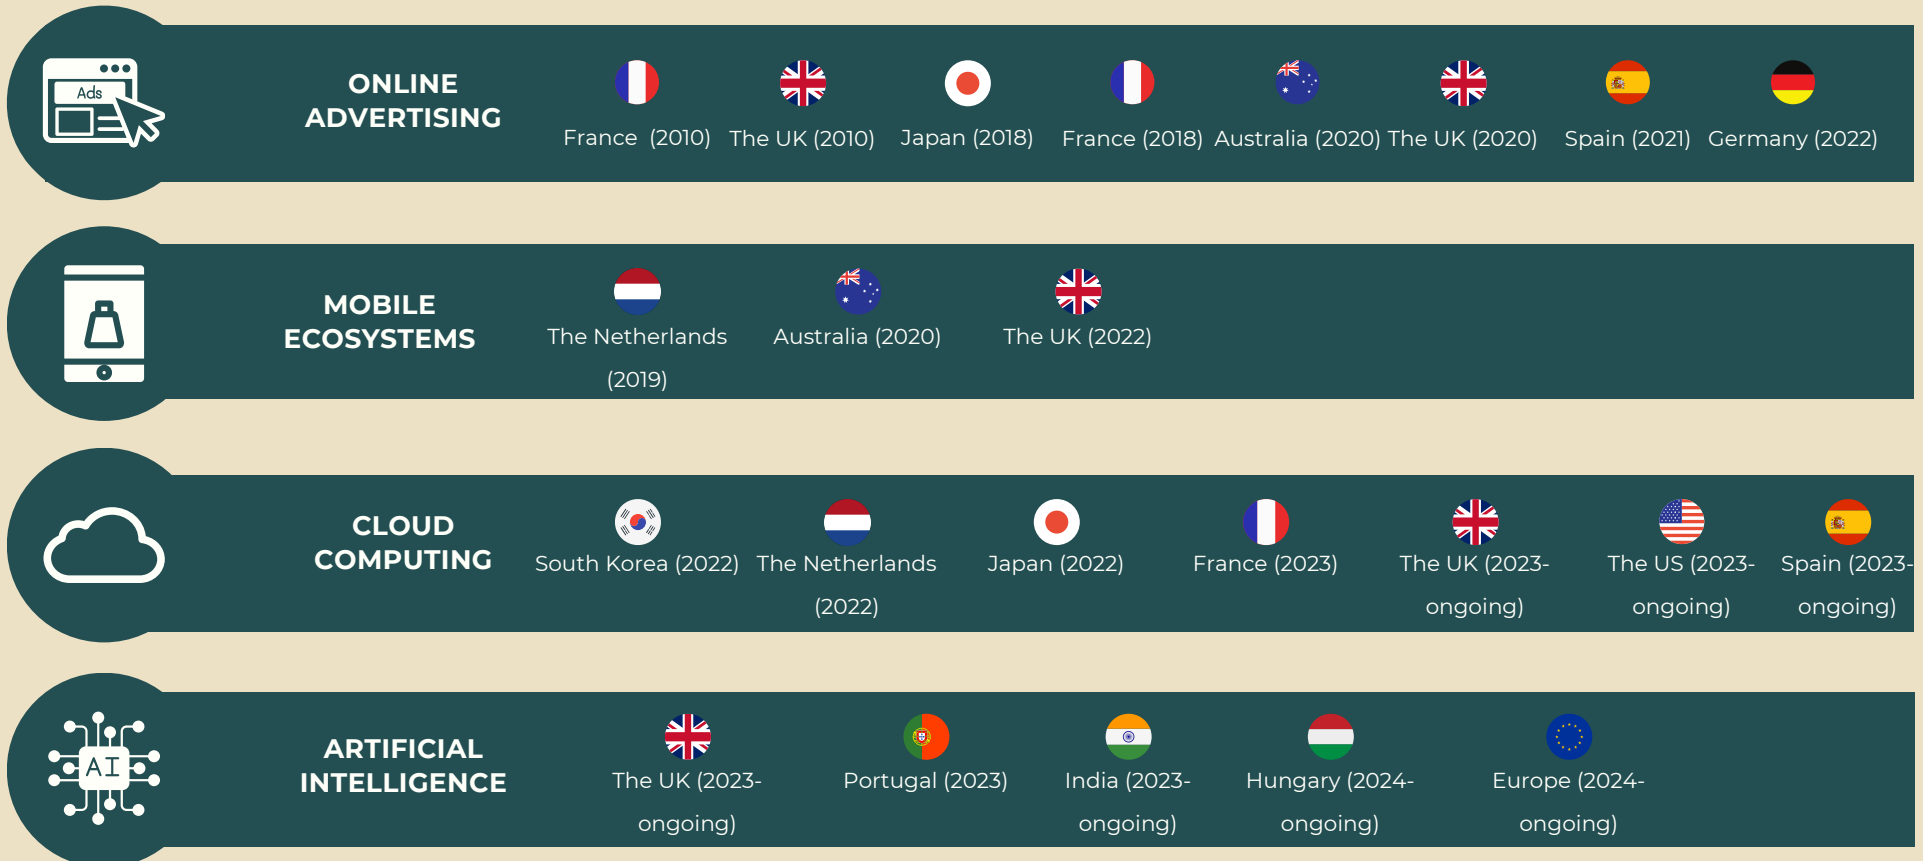 Ads
ONLINE
ADVERTISING
France (2010) The UK (2010) Japan (2018) France (2018) Australia (2020) The UK (2020) Spain (2021) Germany (2022)
MOBILE
ECOSYSTEMS
The Netherlands
(2019)
Australia (2020)
The UK (2022)
CLOUD
COMPUTING
South Korea (2022)
The Netherlands
(2022)
Japan (2022)
France (2023)
The UK (2023-
ongoing)
The US (2023-
ongoing)
Spain (2023-
ongoing)
AI
ARTIFICIAL
INTELLIGENCE
The UK (2023-
ongoing)
Portugal (2023)
India (2023-
ongoing)
Hungary (2024-
ongoing)
Europe (2024-
ongoing)